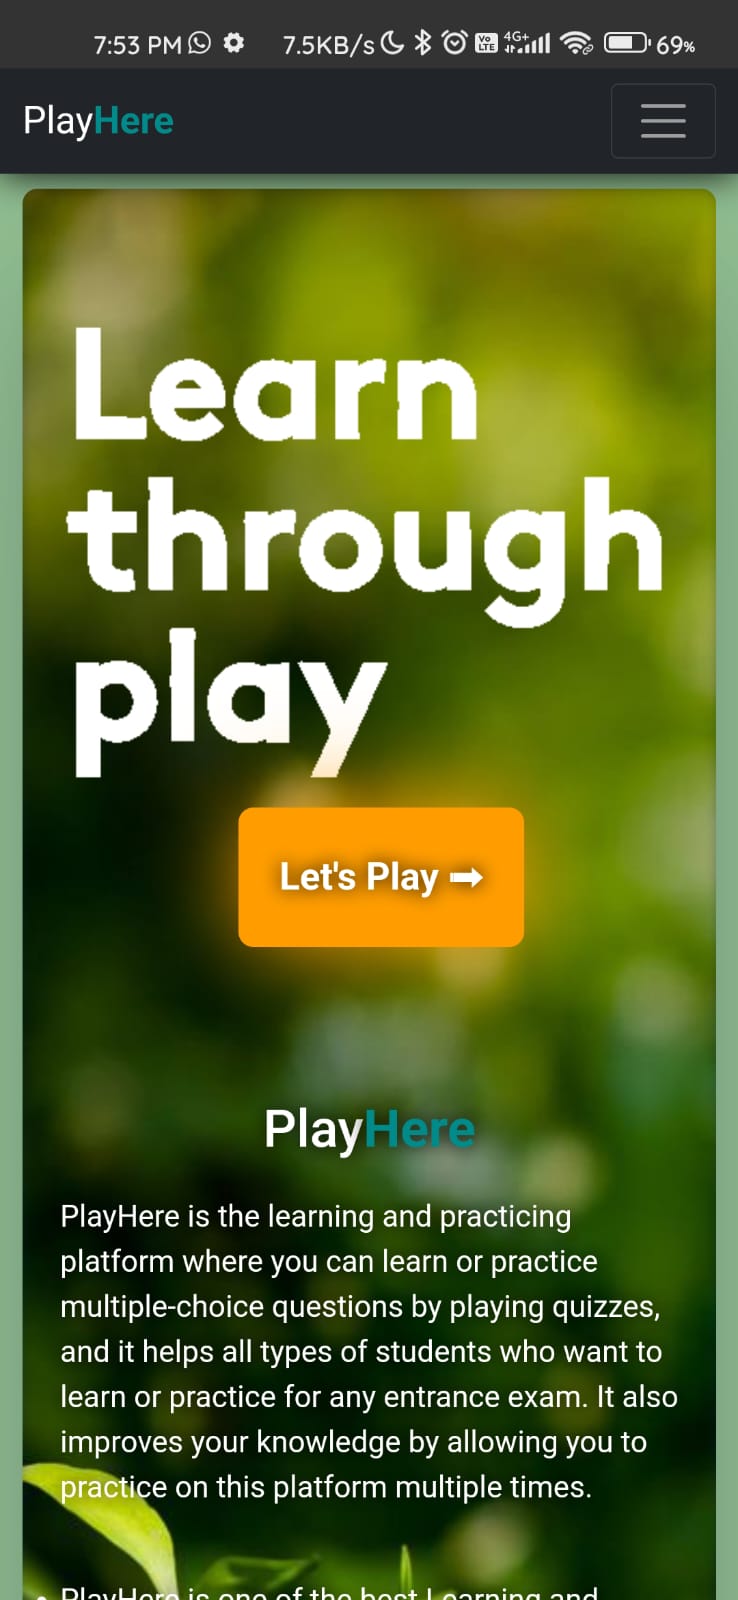 7:53 PM 7.5KB/s Vo LTE 4G+ 69%
PlayHere
Learn
through
play
Let's Play ➡
PlayHere
PlayHere is the learning and practicing
platform where you can learn or practice
multiple-choice questions by playing quizzes,
and it helps all types of students who want to
learn or practice for any entrance exam. It also
improves your knowledge by allowing you to
practice on this platform multiple times.
• PlayHere is one of the best Learning and